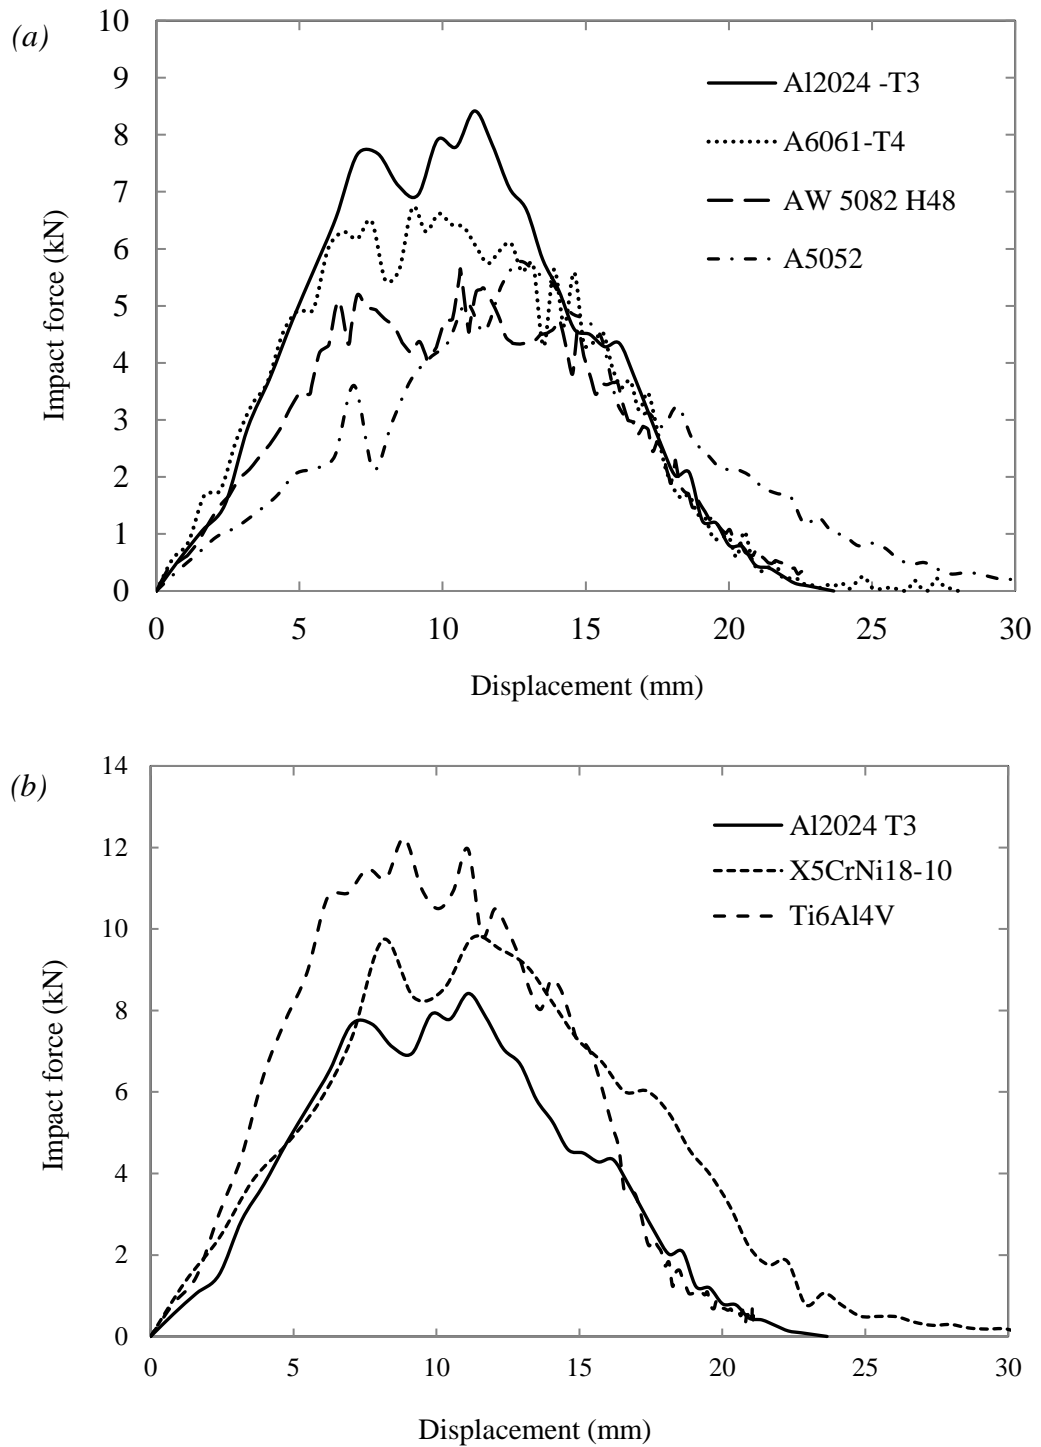 (a)
10
9
8
7
6
5
4
3
2
1
0
Impact force (kN)
Al2024 -T3
A6061-T4
AW 5082 H48
A5052
0 5 10 15 20 25 30
Displacement (mm)
(b)
14
12
10
8
6
4
2
0
Impact force (kN)
Al2024 T3
X5CrNi18-10
Ti6Al4V
0 5 10 15 20 25 30
Displacement (mm)